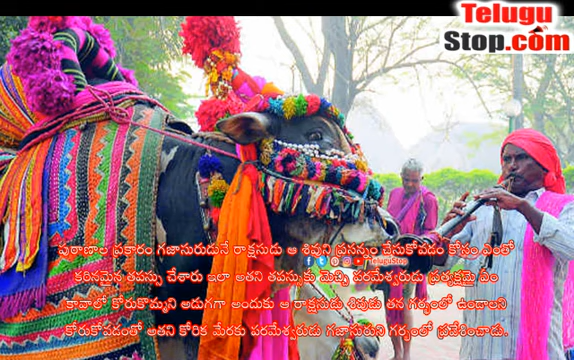 Telugu
Stop.com
పురాణాల ప్రకారం గజాసురుడునే రాక్షసుడు ఆ శివుని ప్రసన్నం చేసుకోవడం కోసం ఎంతో
కఠినమైన తపస్సు చేశారు ఇలా అతని తపస్సుకు మెచ్చి పరమేశ్వరుడు ప్రత్యక్షమై ఏం
కావాలో కోరుకొమ్మని అడుగగా అందుకు ఆ రాక్షసుడు శివుడు తన గర్భంలో ఉండాలని
కోరుకోవడంతో అతని కోరిక మేరకు పరమేశ్వరుడు గజాసురుని గర్భంలో ప్రవేశించాడు.
/TeluguStop